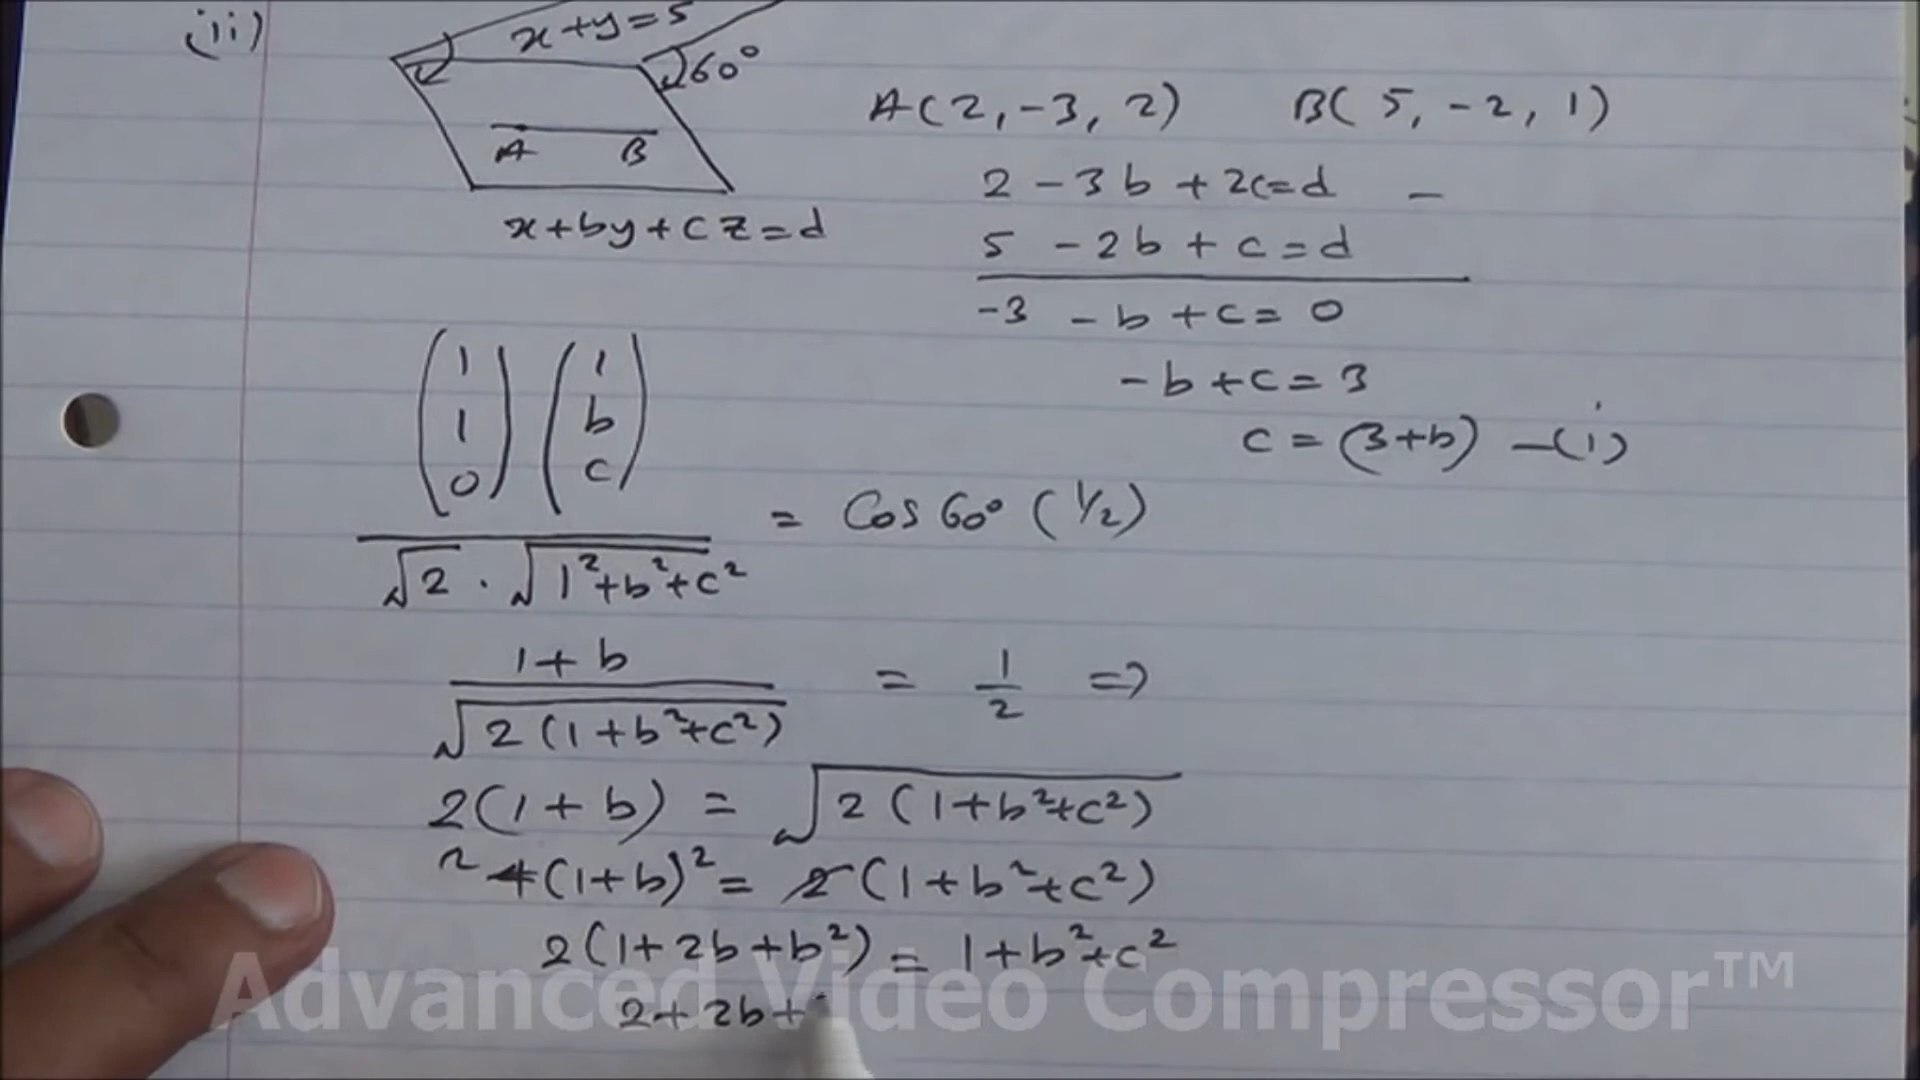 (ii)
x+y=5
60°
A B
x+by+cz=d
A(2,-3,2) B(5,-2,1)
2-3b+2c=d -
5-2b+c=d
-3-b+c=0
-b+c=3
c=(3+b) -(i)
1 1
1 b
0 c
= Cos 60° (1/2)
√2 . √1²+b²+c²
1+b
= 1/2 =>
√2(1+b²+c²)
2(1+b) = √2(1+b²+c²)
2 4(1+b)² = 2(1+b²+c²)
2(1+2b+b²) = 1+b²+c²
2+2b+
Advanced Video Compressor™